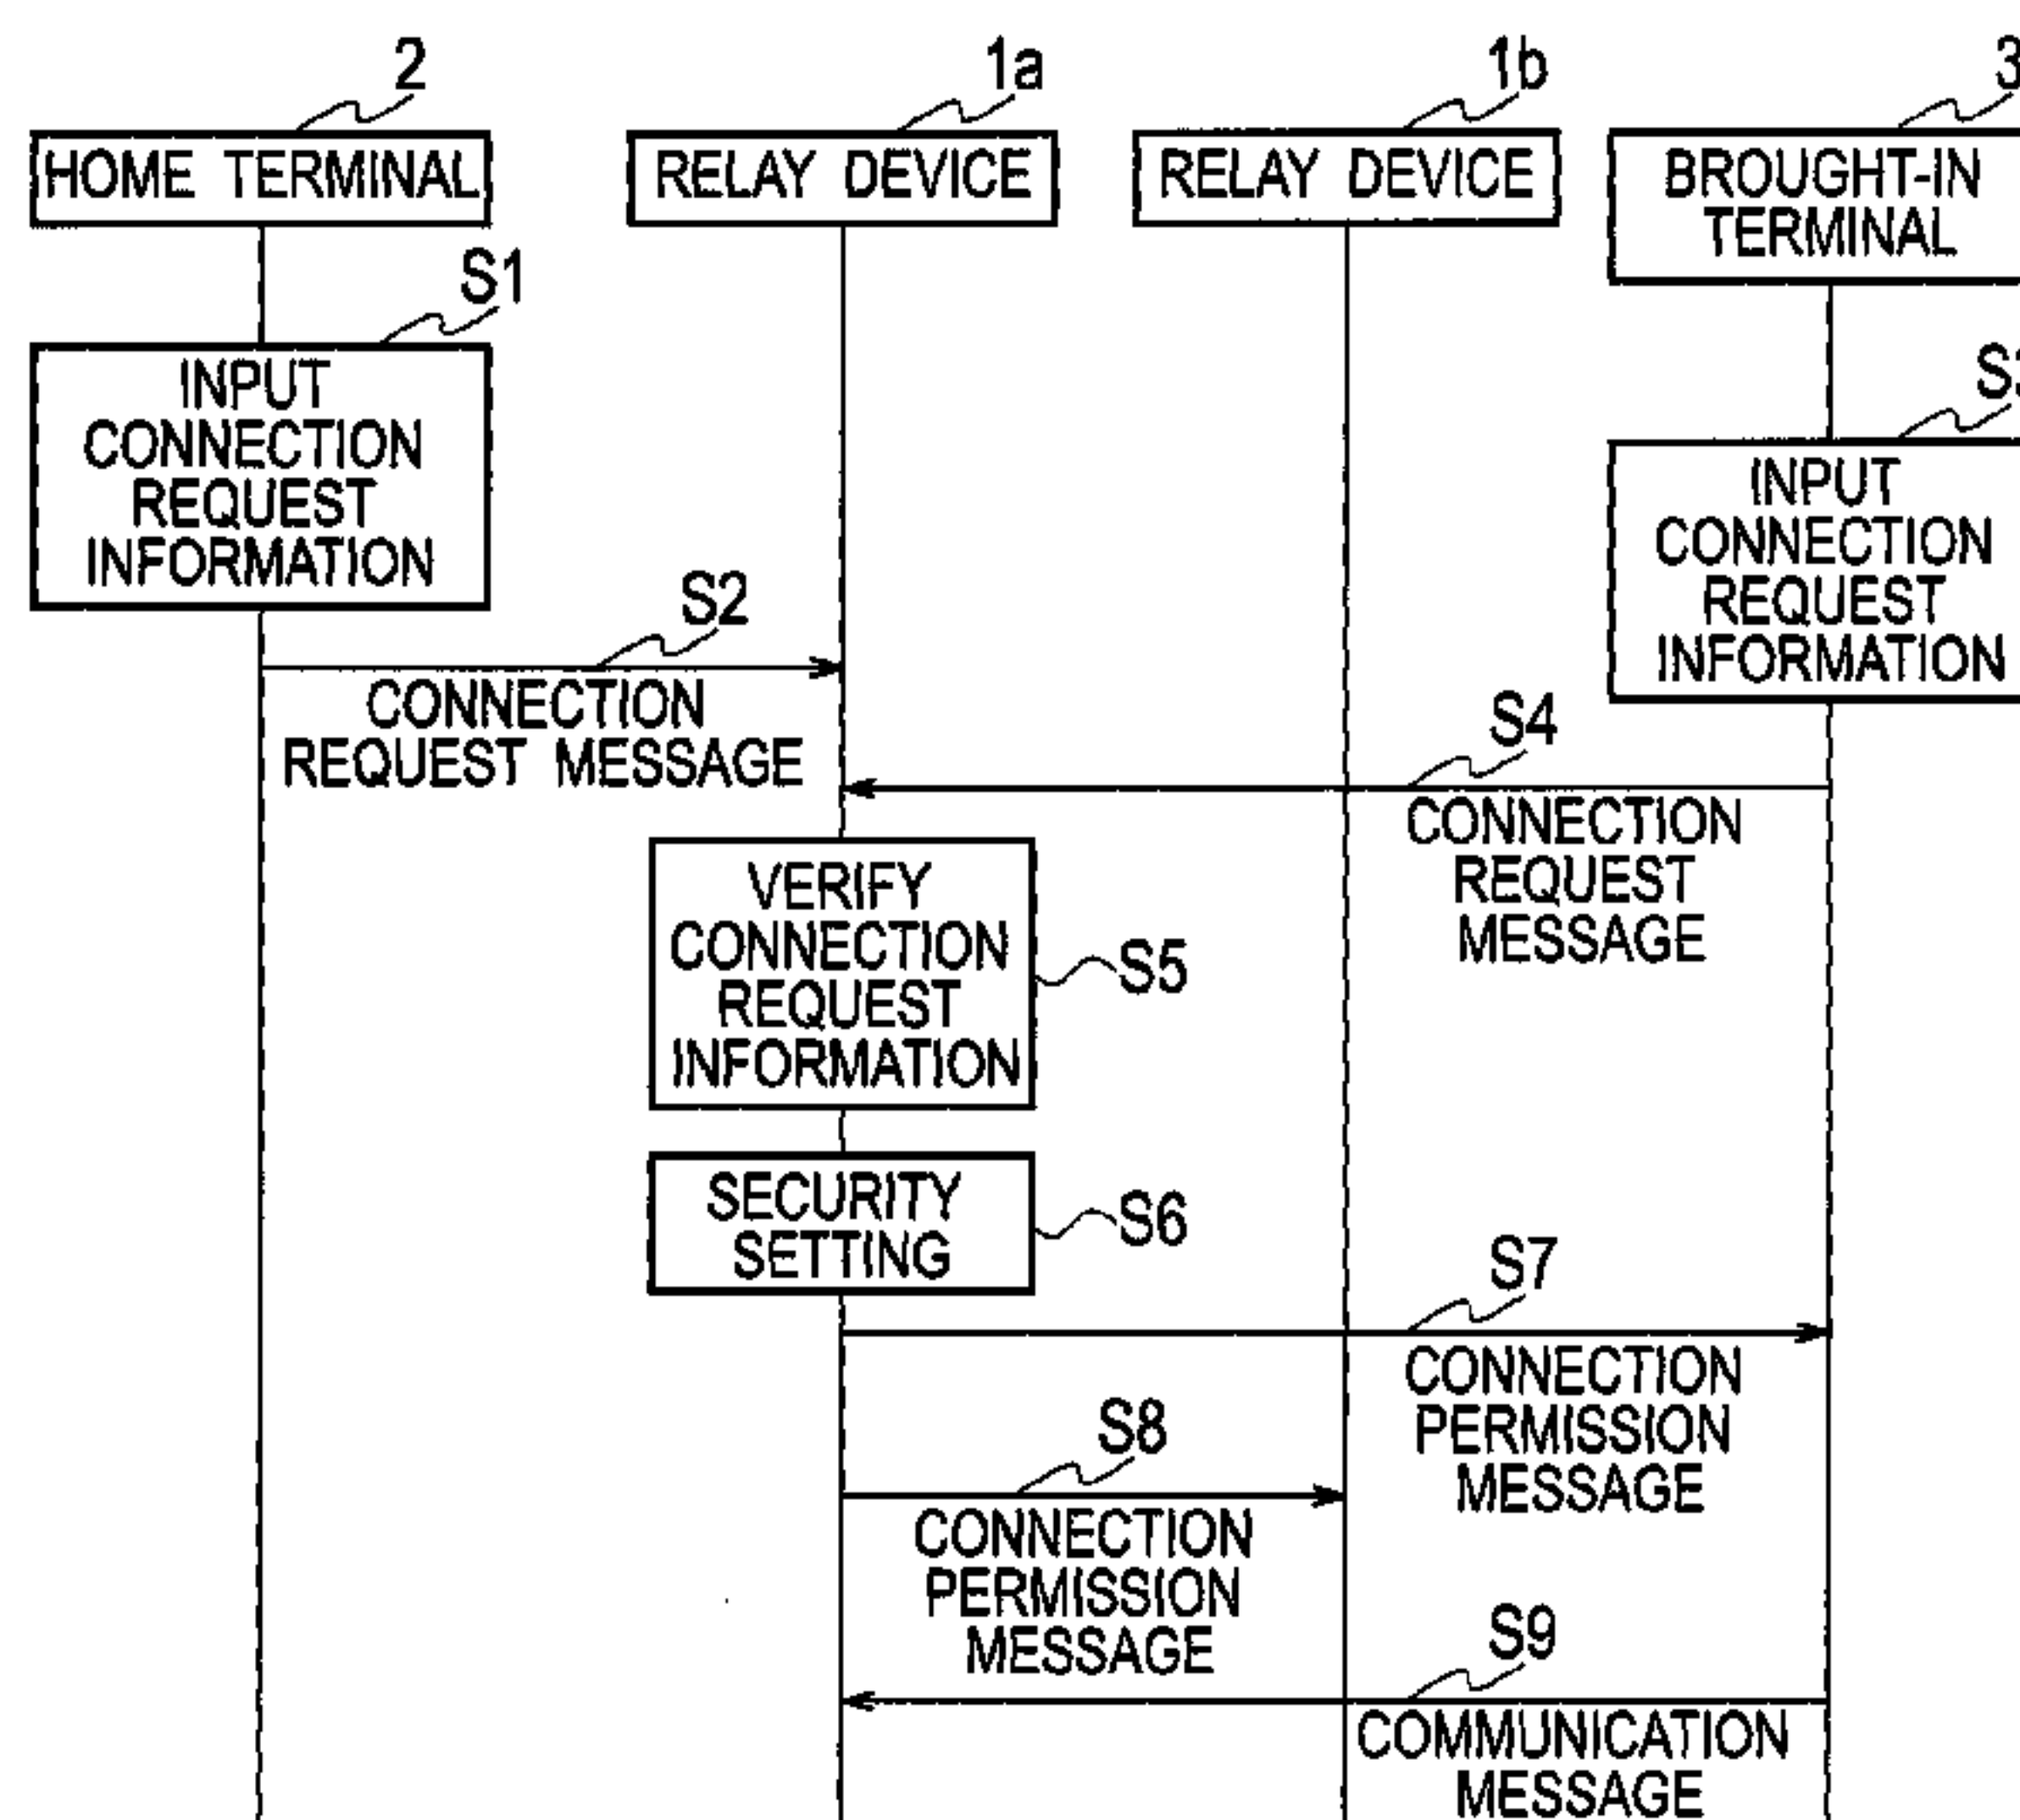 2
1a
1b
3
HOME TERMINAL
RELAY DEVICE
RELAY DEVICE
BROUGHT-IN
TERMINAL
S1
INPUT
CONNECTION
REQUEST
INFORMATION
S3
INPUT
CONNECTION
REQUEST
INFORMATION
S2
CONNECTION
REQUEST MESSAGE
S4
CONNECTION
REQUEST
MESSAGE
VERIFY
CONNECTION
REQUEST
INFORMATION
S5
SECURITY
SETTING
S6
S7
CONNECTION
PERMISSION
MESSAGE
S8
CONNECTION
PERMISSION
MESSAGE
S9
COMMUNICATION
MESSAGE